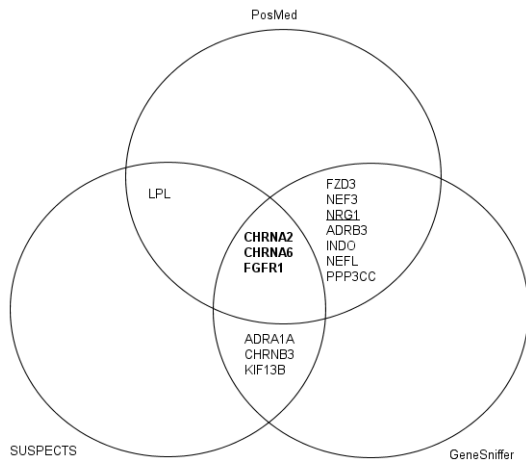 PosMed
LPL
FZD3
NEF3
NRG1
ADRB3
INDO
NEFL
PPP3CC
CHRNA2
CHRNA6
FGFR1
ADRA1A
CHRNB3
KIF13B
SUSPECTS
GeneSniffer